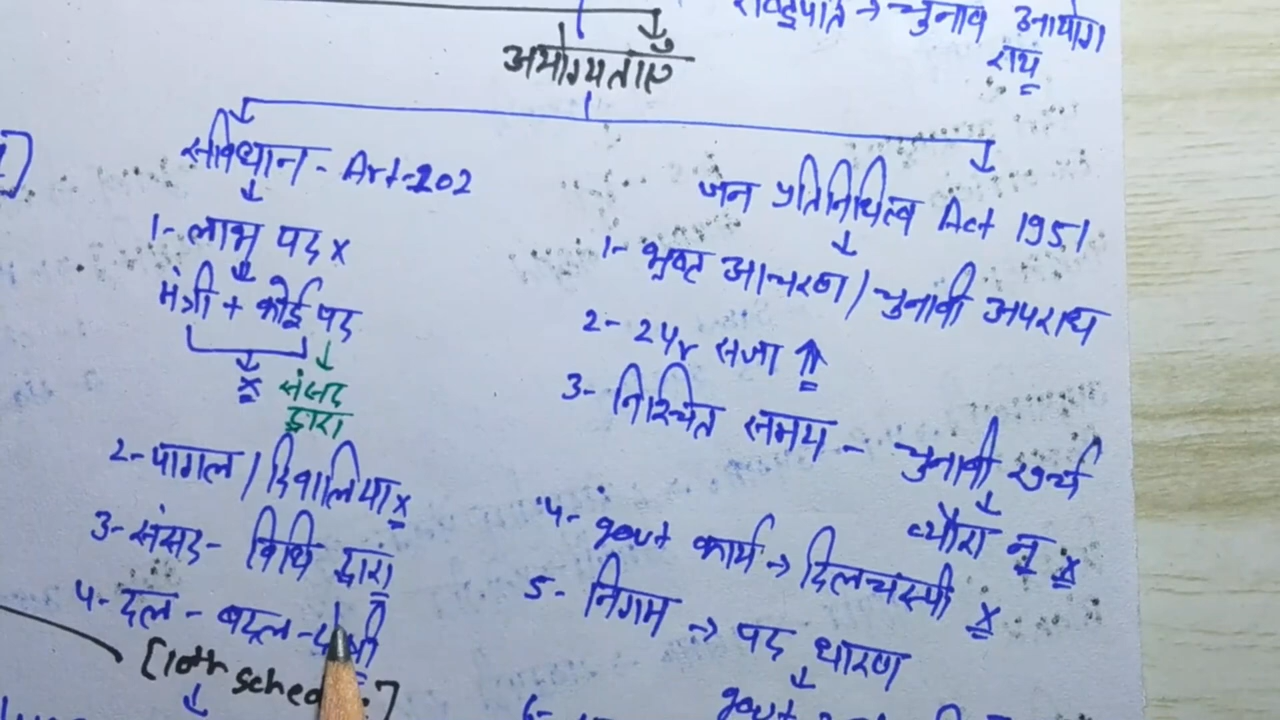 राष्ट्रपति → चुनाव आयोग
राय
अयोग्यताएँ
संविधान - Art-202
1- लाभ पद x
मंत्री + कोई पद
x संसद
द्वारा
2- पागल / दिवालिया x
3- संसद - विधि द्वारा
4- दल - बदल -
[10th sched
जन प्रतिनिधित्व Act 1951
1- भ्रष्ट आचरण / चुनावी अपराध
2- 2yr सजा ⇑
3- निश्चित समय - चुनावी खर्च
ब्यौरा न x
4- govt कार्य → दिलचस्पी x
5- निगम → पद धारण
govt
6-